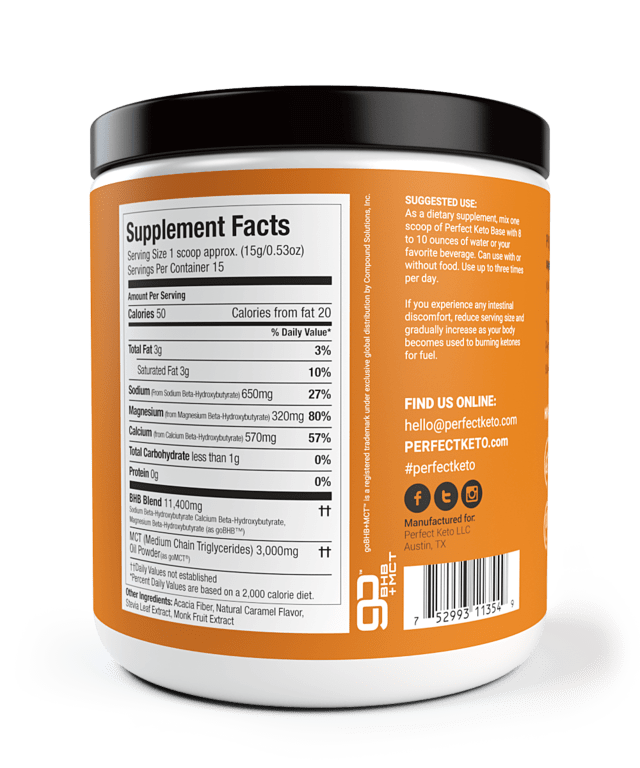 Supplement Facts
Serving Size 1 scoop approx. (15g/0.53oz)
Servings Per Container 15
Amount Per Serving
Calories 50 Calories from fat 20
% Daily Value*
Total Fat 3g 3%
Saturated Fat 3g 10%
Sodium (From Sodium Beta-Hydroxybutyrate) 650mg 27%
Magnesium (from Magnesium Beta-Hydroxybutyrate) 320mg 80%
Calcium (from Calcium Beta-Hydroxybutyrate) 570mg 57%
Total Carbohydrate less than 1g 0%
Protein 0g 0%
BHB Blend 11,400mg ††
Sodium Beta-Hydroxybutyrate Calcium Beta-Hydroxybutyrate,
Magnesium Beta-Hydroxybutyrate (as goBHB™)
MCT (Medium Chain Triglycerides) 3,000mg ††
Oil Powder (as goMCT®)
††Daily Values not established
*Percent Daily Values are based on a 2,000 calorie diet.
Other Ingredients: Acacia Fiber, Natural Caramel Flavor,
Stevia Leaf Extract, Monk Fruit Extract
goBHB+MCT™ is a registered trademark under exclusive global distribution by Compound Solutions, Inc.
go™
BHB
+MCT
SUGGESTED USE:
As a dietary supplement, mix one
scoop of Perfect Keto Base with 8
to 10 ounces of water or your
favorite beverage. Can use with or
without food. Use up to three times
per day.
If you experience any intestinal
discomfort, reduce serving size and
gradually increase as your body
becomes used to burning ketones
for fuel.
FIND US ONLINE:
hello@perfectketo.com
PERFECTKETO.COM
#perfectketo
Manufactured for:
Perfect Keto LLC
Austin, TX
7 52993 11354 9